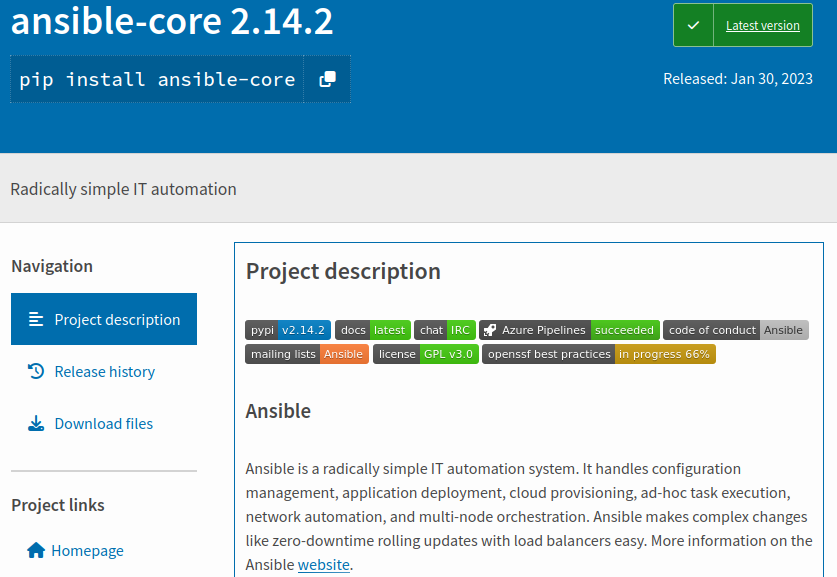 ansible-core 2.14.2
Latest version
pip install ansible-core
Released: Jan 30, 2023
Radically simple IT automation
Navigation
Project description
Release history
Download files
Project links
Homepage
Project description
pypi v2.14.2 docs latest chat IRC Azure Pipelines succeeded code of conduct Ansible
mailing lists Ansible license GPL v3.0 openssf best practices in progress 66%
Ansible
Ansible is a radically simple IT automation system. It handles configuration
management, application deployment, cloud provisioning, ad-hoc task execution,
network automation, and multi-node orchestration. Ansible makes complex changes
like zero-downtime rolling updates with load balancers easy. More information on the
Ansible website.